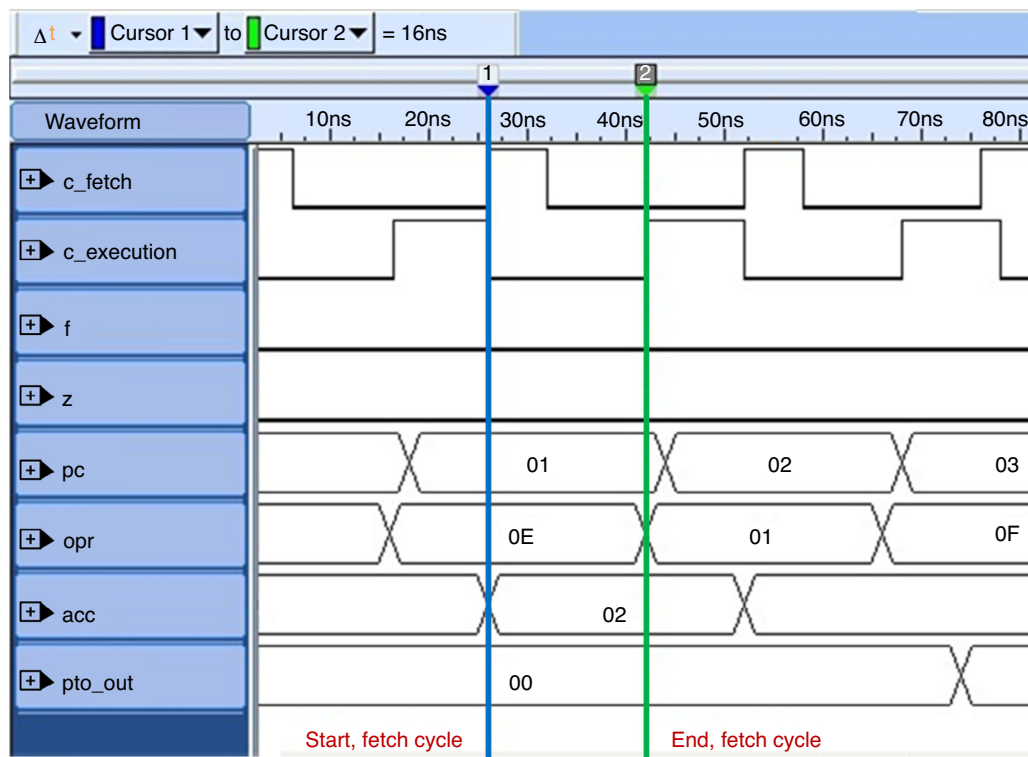 Δt Cursor 1 to Cursor 2 = 16ns
1 2
Waveform 10ns 20ns 30ns 40ns 50ns 60ns 70ns 80ns
c_fetch
c_execution
f
z
pc 01 02 03
opr 0E 01 0F
acc 02
pto_out 00
Start, fetch cycle End, fetch cycle